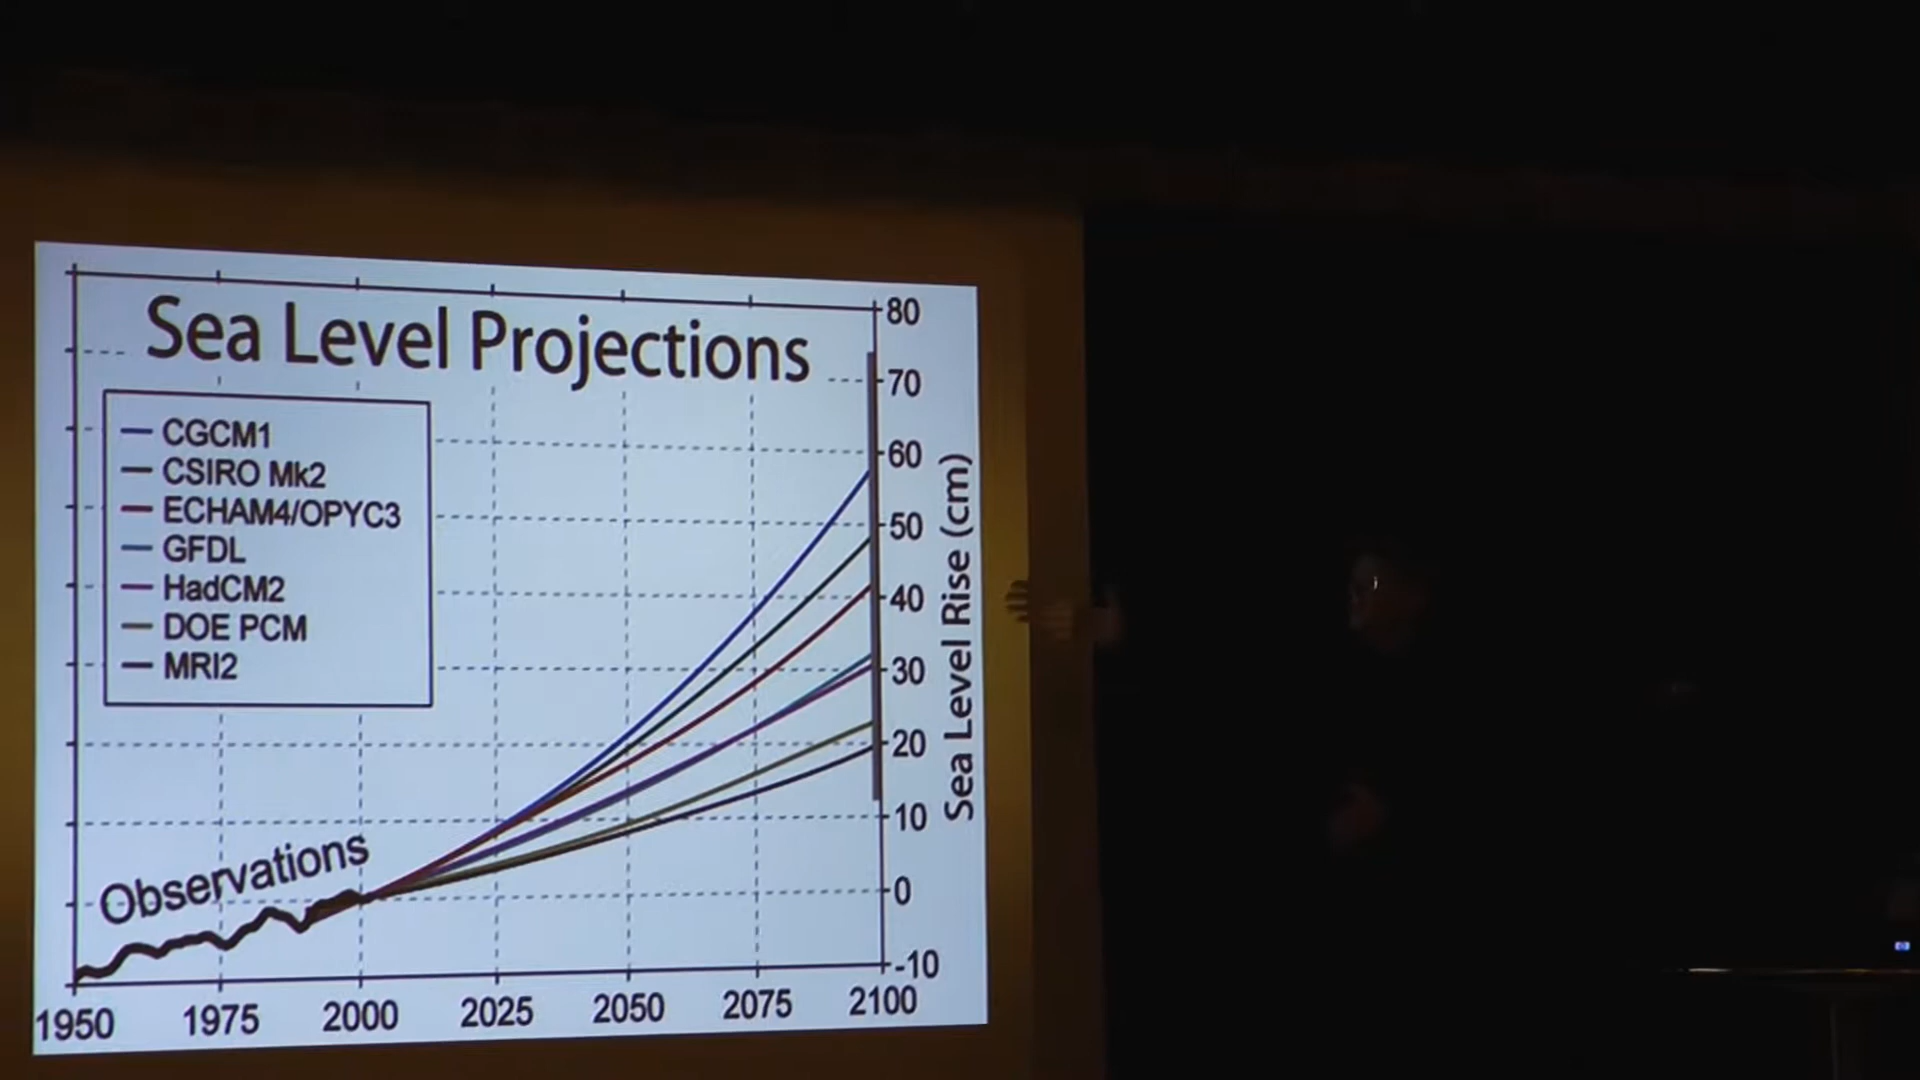 Sea Level Projections
CGCM1
CSIRO Mk2
ECHAM4/OPYC3
GFDL
HadCM2
DOE PCM
MRI2
Observations
80
70
60
50
40
30
20
10
0
-10
Sea Level Rise (cm)
1950 1975 2000 2025 2050 2075 2100